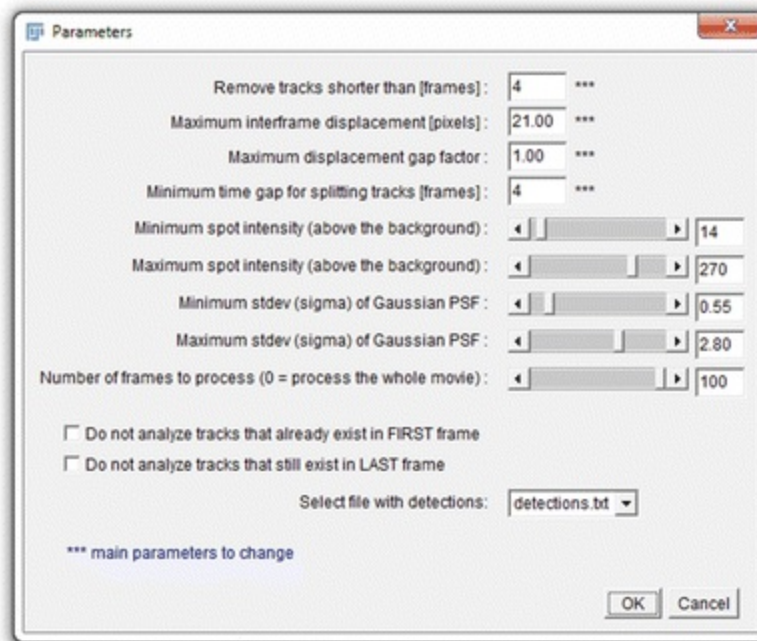 Parameters
Remove tracks shorter than [frames] : 4 ***
Maximum interframe displacement [pixels] : 21.00 ***
Maximum displacement gap factor : 1.00 ***
Minimum time gap for splitting tracks [frames] : 4 ***
Minimum spot intensity (above the background) : 14
Maximum spot intensity (above the background) : 270
Minimum stdev (sigma) of Gaussian PSF : 0.55
Maximum stdev (sigma) of Gaussian PSF : 2.80
Number of frames to process (0 = process the whole movie) : 100
Do not analyze tracks that already exist in FIRST frame
Do not analyze tracks that still exist in LAST frame
Select file with detections: detections.txt
*** main parameters to change
OK Cancel